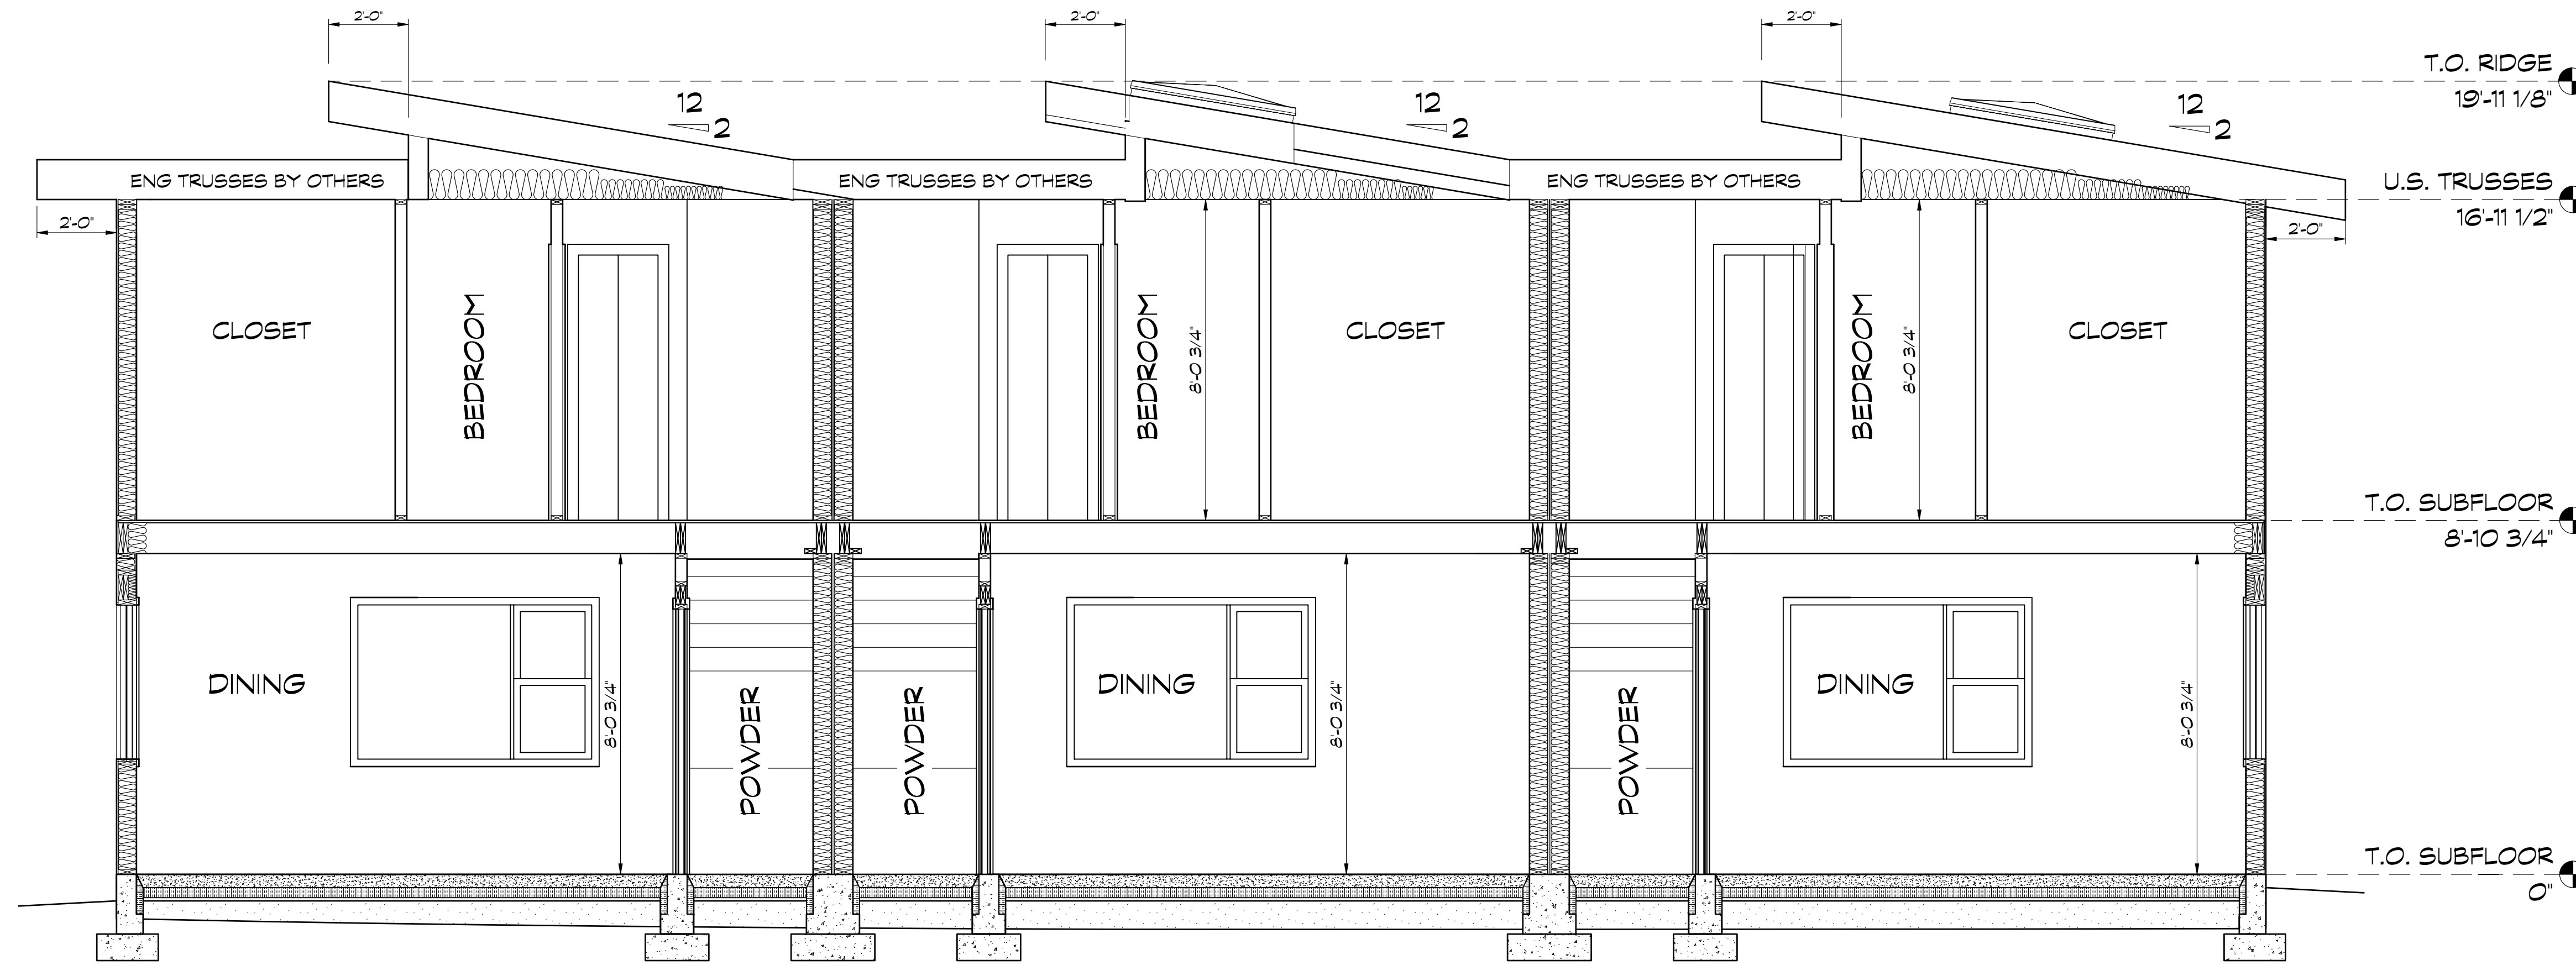 2'-0"
2'-0"
2'-0"
T.O. RIDGE
19'-11 1/8"
12
2
12
2
12
2
ENG TRUSSES BY OTHERS
ENG TRUSSES BY OTHERS
ENG TRUSSES BY OTHERS
U.S. TRUSSES
16'-11 1/2"
2'-0"
2'-0"
CLOSET
BEDROOM
BEDROOM
8'-0 3/4"
CLOSET
BEDROOM
8'-0 3/4"
CLOSET
T.O. SUBFLOOR
8'-10 3/4"
DINING
8'-0 3/4"
POWDER
POWDER
DINING
8'-0 3/4"
POWDER
DINING
8'-0 3/4"
T.O. SUBFLOOR
0"